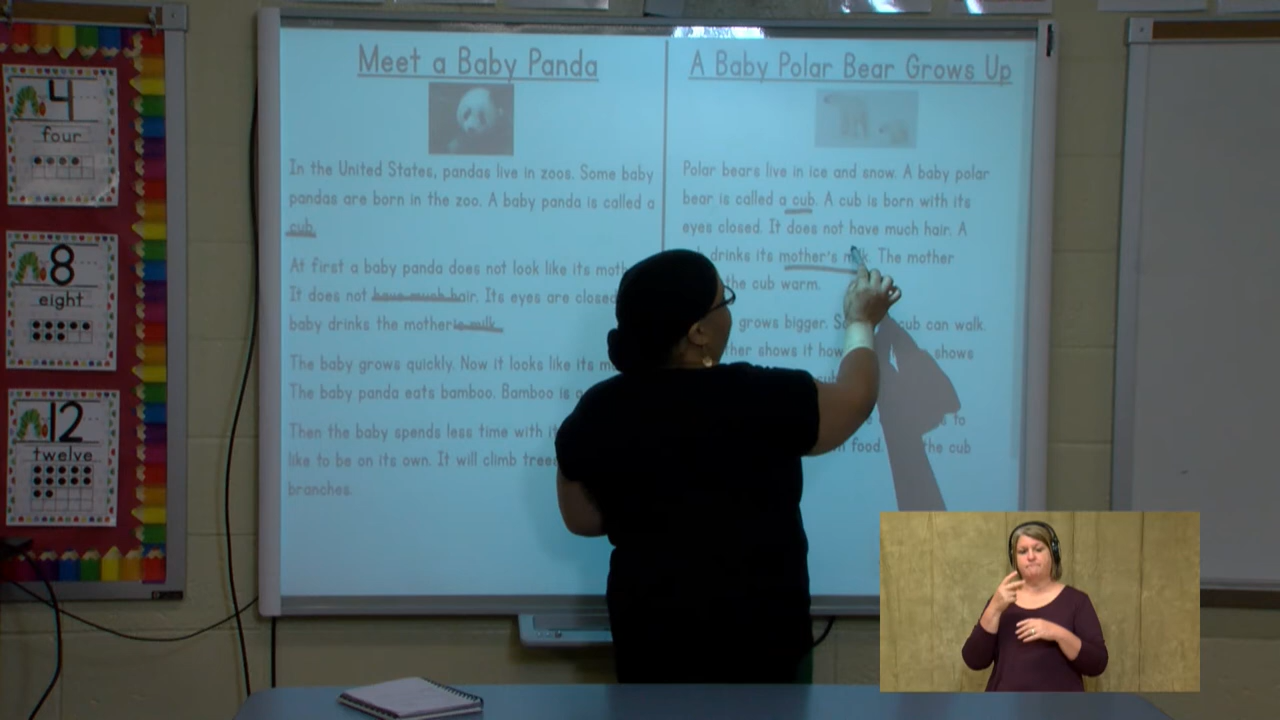 4
four
8
eight
12
twelve
Meet a Baby Panda
In the United States, pandas live in zoos. Some baby
pandas are born in the zoo. A baby panda is called a
cub.
At first a baby panda does not look like its
It does not have much hair. Its eyes are closed
baby drinks the mother's milk.
The baby grows quickly. Now it looks like its
The baby panda eats bamboo. Bamboo is
Then the baby spends less time with
like to be on its own. It will climb trees
branches.
A Baby Polar Bear Grows Up
Polar bears live in ice and snow. A baby polar
bear is called a cub. A cub is born with its
eyes closed. It does not have much hair. A
drinks its mother's milk. The mother
the cub warm.
grows bigger. cub can walk.
shows it how shows
to
food. the cub